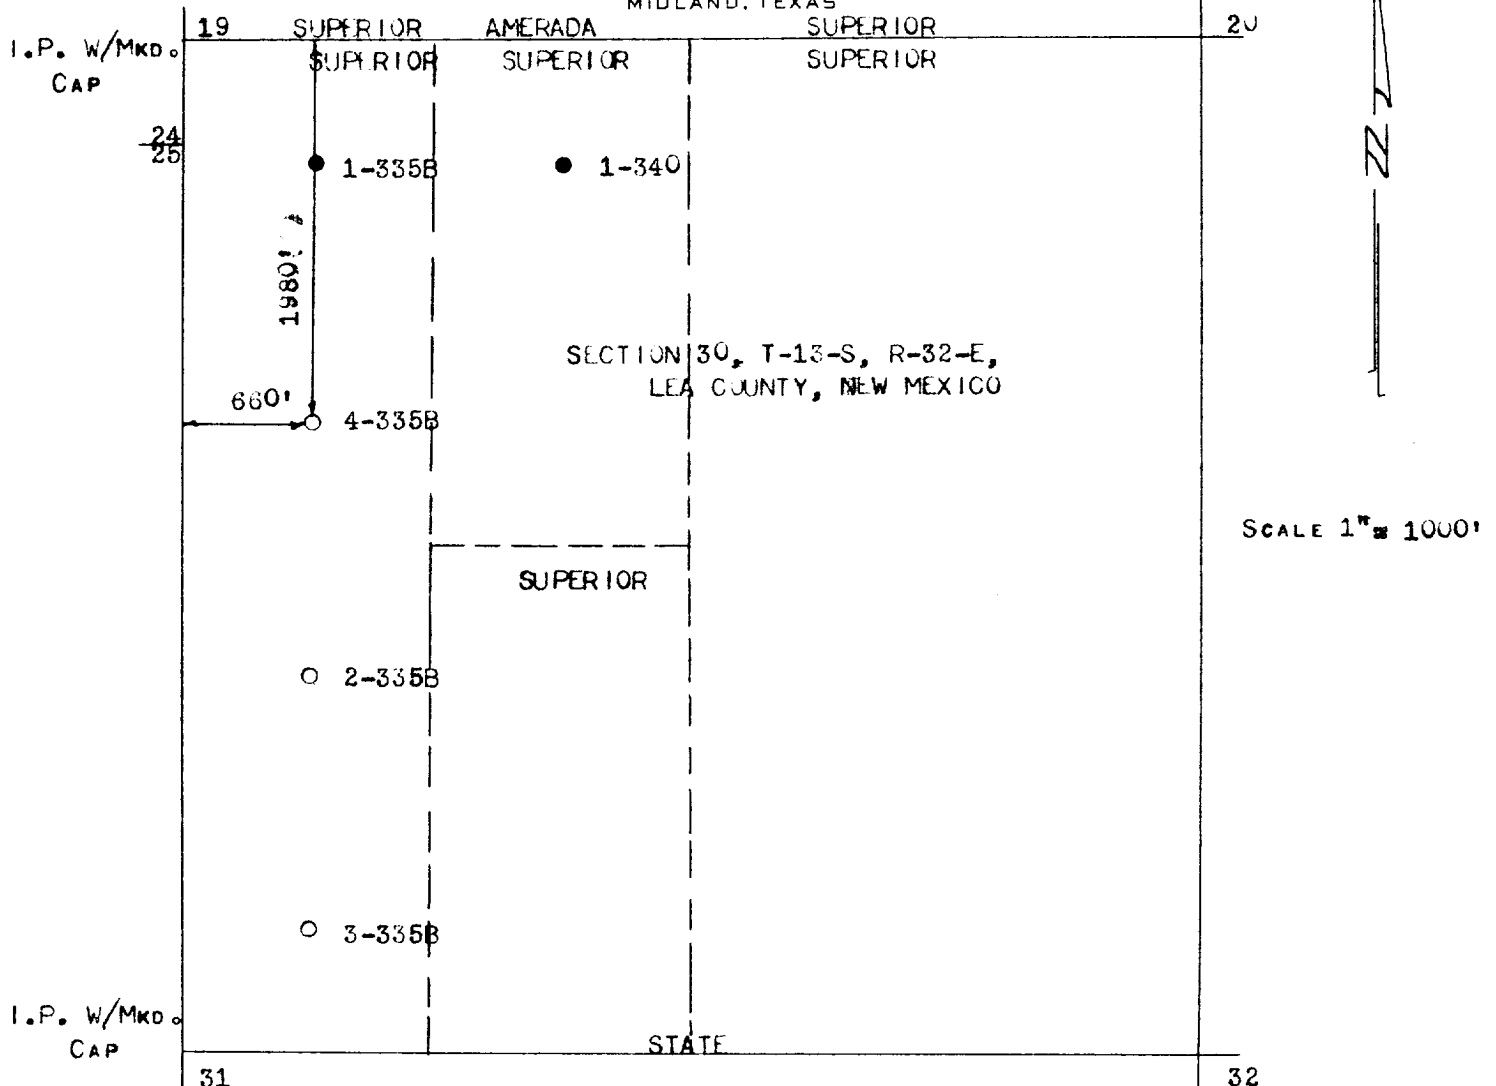 MIDLAND, TEXAS
19 SUPERIOR AMERADA SUPERIOR 20
I.P. W/MKD. SUPERIOR SUPERIOR SUPERIOR
CAP
24
25
1-335B 1-340
1980'
N
SECTION 30, T-13-S, R-32-E,
LEA COUNTY, NEW MEXICO
660'
4-335B
SCALE 1" = 1000'
SUPERIOR
2-335B
3-335B
I.P. W/MKD.
CAP
STATE
31 32